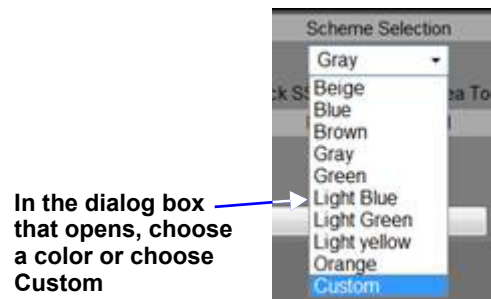 Scheme Selection
Gray
Beige
Blue
Brown
Gray
Green
Light Blue
Light Green
Light yellow
Orange
Custom
In the dialog box
that opens, choose
a color or choose
Custom